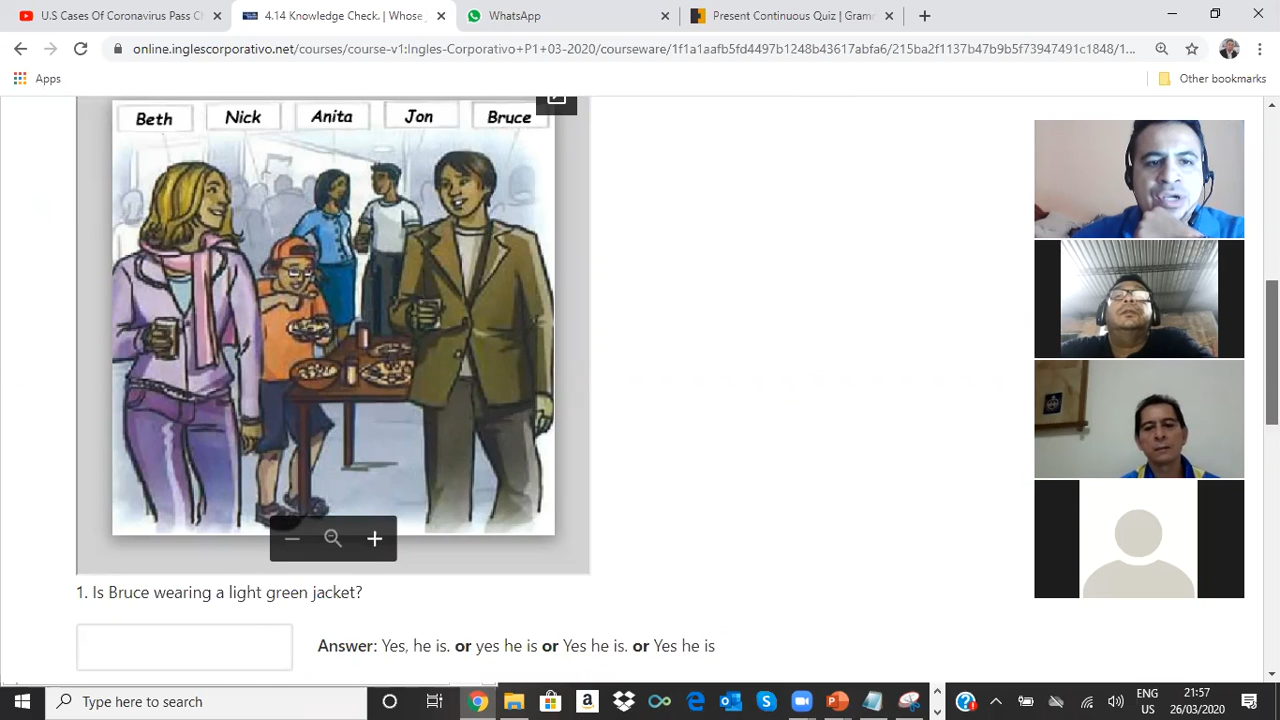 U.S Cases Of Coronavirus Pass C
4.14 Knowledge Check. | Whose
WhatsApp
Present Continuous Quiz | Gram
online.inglescorporativo.net/courses/course-v1:Ingles-Corporativo+P1+03-2020/courseware/1f1a1aafb5fd4497b1248b43617abfa6/215ba2f1137b47b9b5f73947491c1848/1...
Apps
Other bookmarks
Beth Nick Anita Jon Bruce
1. Is Bruce wearing a light green jacket?
Answer: Yes, he is. or yes he is or Yes he is. or Yes he is
Type here to search
ENG
US
21:57
26/03/2020